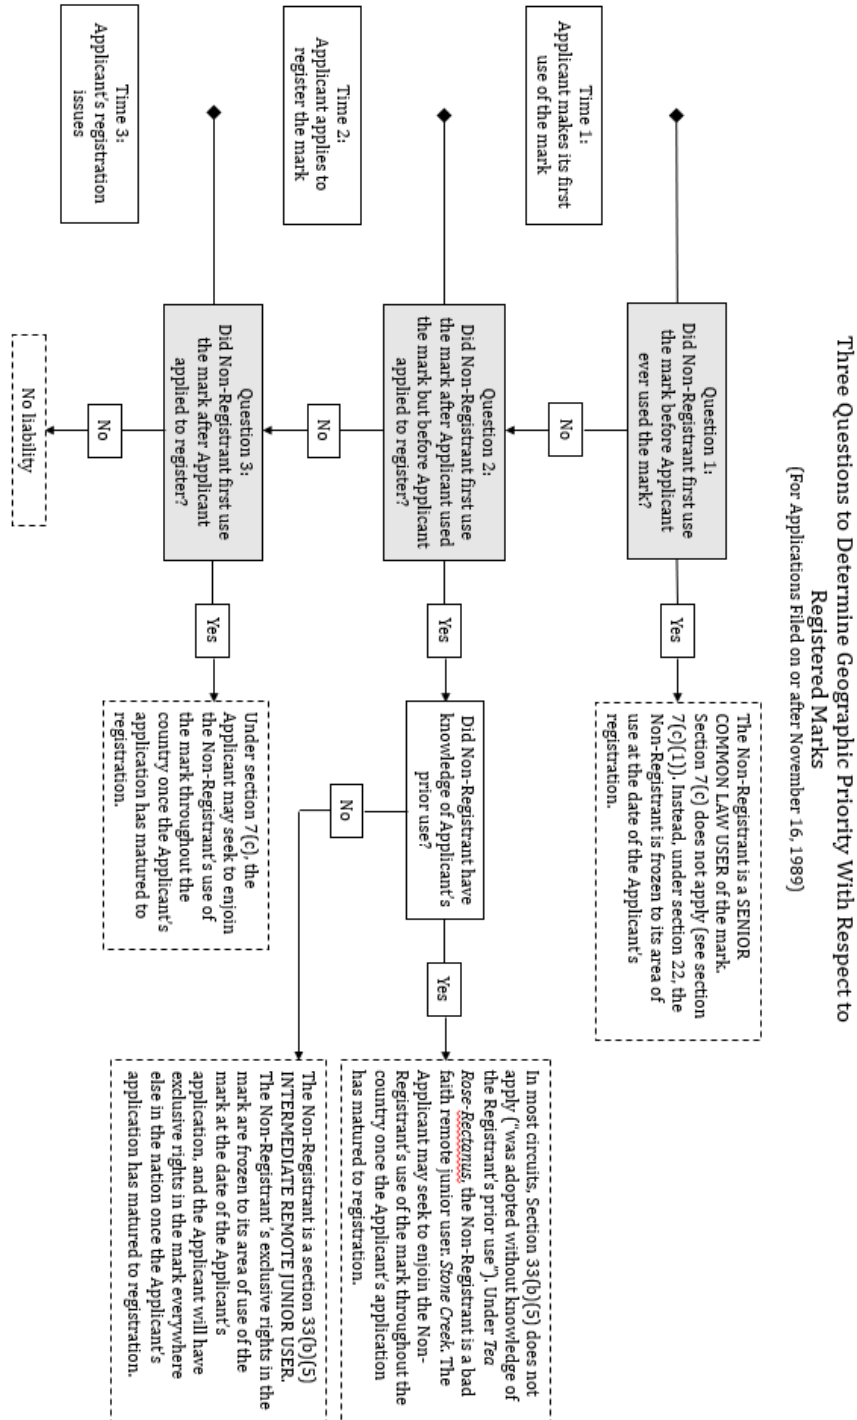 Three Questions to Determine Geographic Priority With Respect to
Registered Marks
(For Applications Filed on or after November 16, 1989)
Time 1:
Applicant makes its first
use of the mark
Question 1:
Did Non-Registrant first use
the mark before Applicant
ever used the mark?
Yes
The Non-Registrant is a SENIOR
COMMON LAW USER of the mark.
Section 7(c) does not apply (see section
7(c)(1)). Instead, under section 22, the
Non-Registrant is frozen to its area of
use at the date of the Applicant's
registration.
No
Time 2:
Applicant applies to
register the mark
Question 2:
Did Non-Registrant first use
the mark after Applicant used
the mark but before Applicant
applied to register?
Yes
Did Non-Registrant have
knowledge of Applicant's
prior use?
Yes
In most circuits, Section 33(b)(5) does not
apply ("was adopted without knowledge of
the Registrant's prior use"). Under Tea
Rose-Rectanus, the Non-Registrant is a bad
faith remote junior user. Stone Creek. The
Applicant may seek to enjoin the Non-
Registrant's use of the mark throughout the
country once the Applicant's application
has matured to registration.
No
The Non-Registrant is a section 33(b)(5)
INTERMEDIATE REMOTE JUNIOR USER.
The Non-Registrant 's exclusive rights in the
mark are frozen to its area of use of the
mark at the date of the Applicant's
application, and the Applicant will have
exclusive rights in the mark everywhere
else in the nation once the Applicant's
application has matured to registration.
No
Time 3:
Applicant's registration
issues
Question 3:
Did Non-Registrant first use
the mark after Applicant
applied to register?
Yes
Under section 7(c), the
Applicant may seek to enjoin
the Non-Registrant's use of
the mark throughout the
country once the Applicant's
application has matured to
registration.
No
No liability